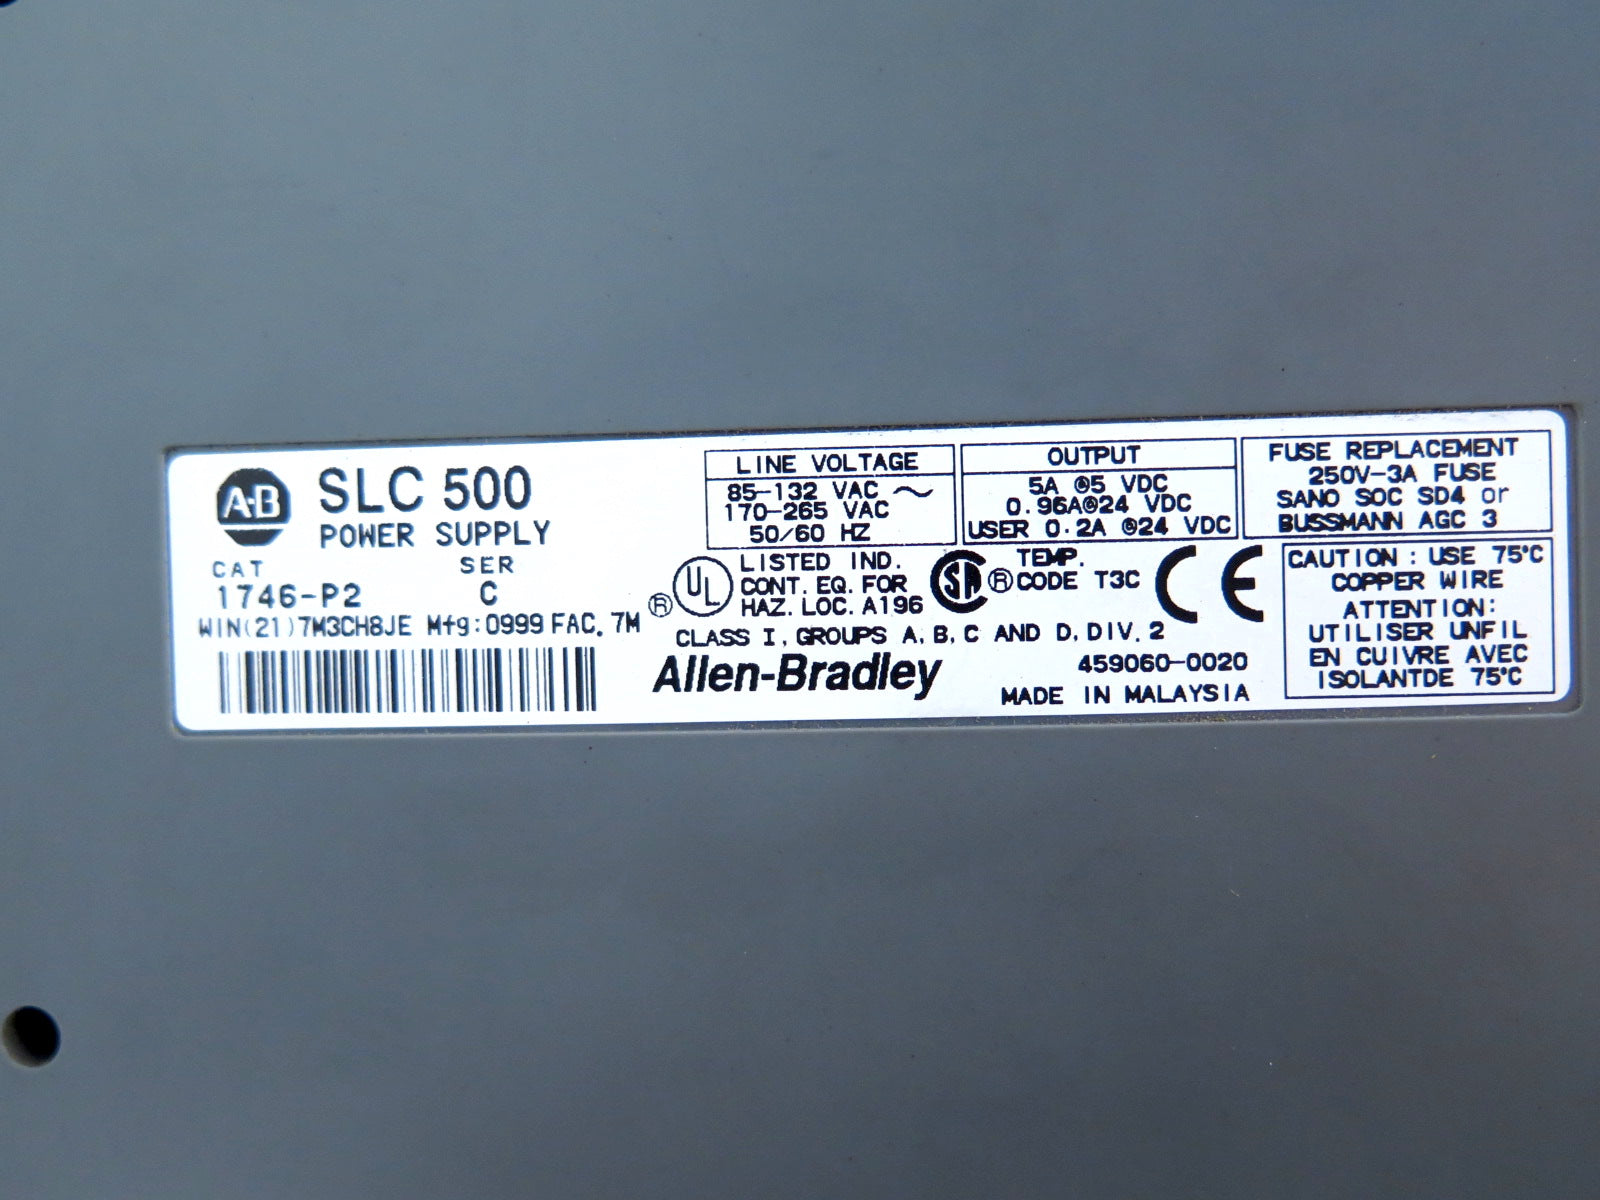 A-B
SLC 500
POWER SUPPLY
CAT SER
1746-P2 C
WIN(21)7M3CH8JE Mfg:0999 FAC. 7M
LINE VOLTAGE
85-132 VAC ~
170-265 VAC
50/60 HZ
OUTPUT
5A @5 VDC
0.96A@24 VDC
USER 0.2A @24 VDC
FUSE REPLACEMENT
250V-3A FUSE
SANO SOC SD4 or
BUSSMANN AGC 3
UL ®
LISTED IND.
CONT. EQ. FOR
HAZ. LOC. A196
SA ®
TEMP.
CODE T3C
CE
CLASS I, GROUPS A, B, C AND D, DIV. 2
Allen-Bradley
459060-0020
MADE IN MALAYSIA
CAUTION : USE 75°C
COPPER WIRE
ATTENTION:
UTILISER UNFIL
EN CUIVRE AVEC
ISOLANTDE 75°C